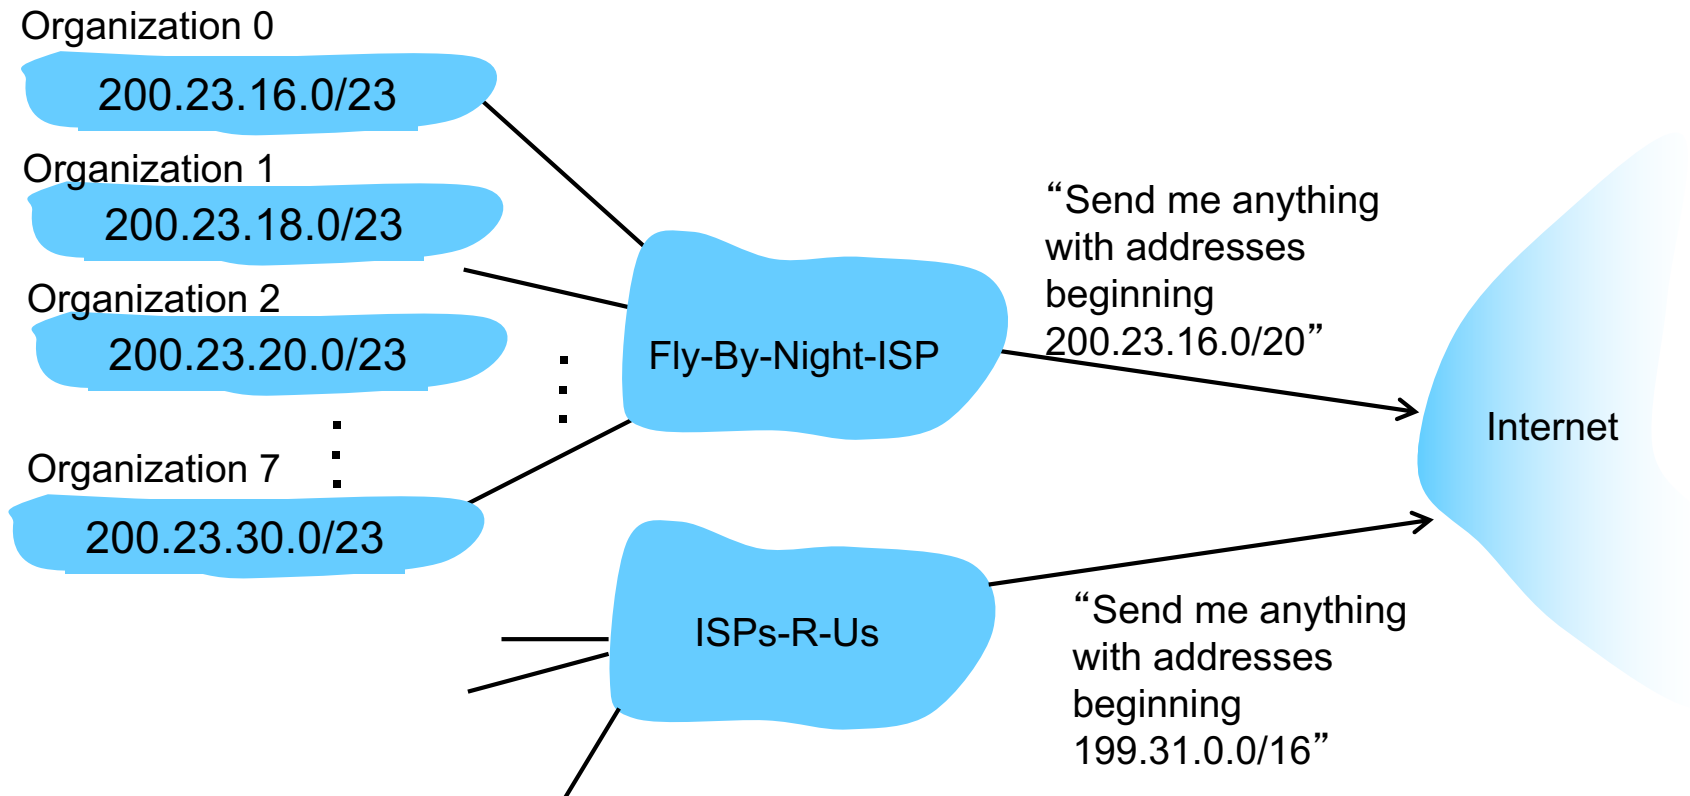 Organization 0
200.23.16.0/23
Organization 1
200.23.18.0/23
Organization 2
200.23.20.0/23
Organization 7
200.23.30.0/23
Fly-By-Night-ISP
“Send me anything
with addresses
beginning
200.23.16.0/20”
Internet
ISPs-R-Us
“Send me anything
with addresses
beginning
199.31.0.0/16”